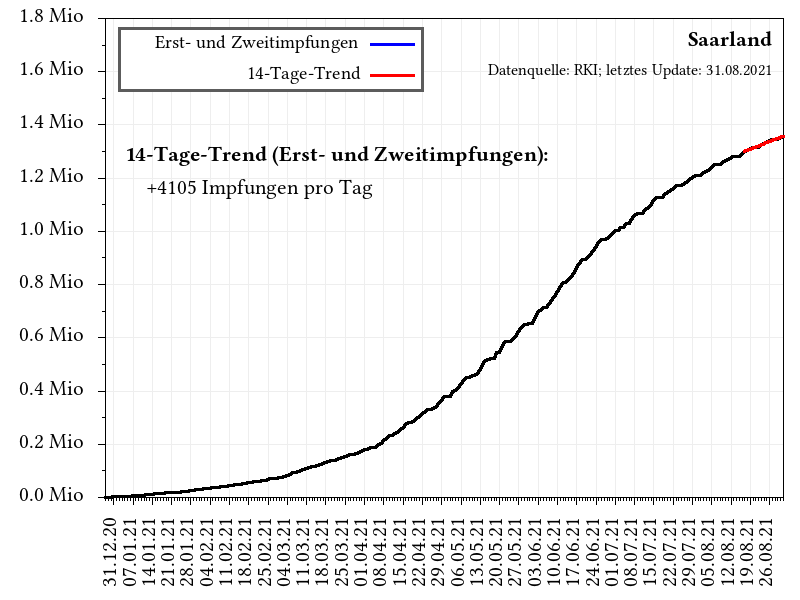 Saarland
Datenquelle: RKI; letztes Update: 31.08.2021
Erst- und Zweitimpfungen
14-Tage-Trend
14-Tage-Trend (Erst- und Zweitimpfungen):
+4105 Impfungen pro Tag
1.8 Mio
1.6 Mio
1.4 Mio
1.2 Mio
1.0 Mio
0.8 Mio
0.6 Mio
0.4 Mio
0.2 Mio
0.0 Mio
31.12.20
07.01.21
14.01.21
21.01.21
28.01.21
04.02.21
11.02.21
18.02.21
25.02.21
04.03.21
11.03.21
18.03.21
25.03.21
01.04.21
08.04.21
15.04.21
22.04.21
29.04.21
06.05.21
13.05.21
20.05.21
27.05.21
03.06.21
10.06.21
17.06.21
24.06.21
01.07.21
08.07.21
15.07.21
22.07.21
29.07.21
05.08.21
12.08.21
19.08.21
26.08.21